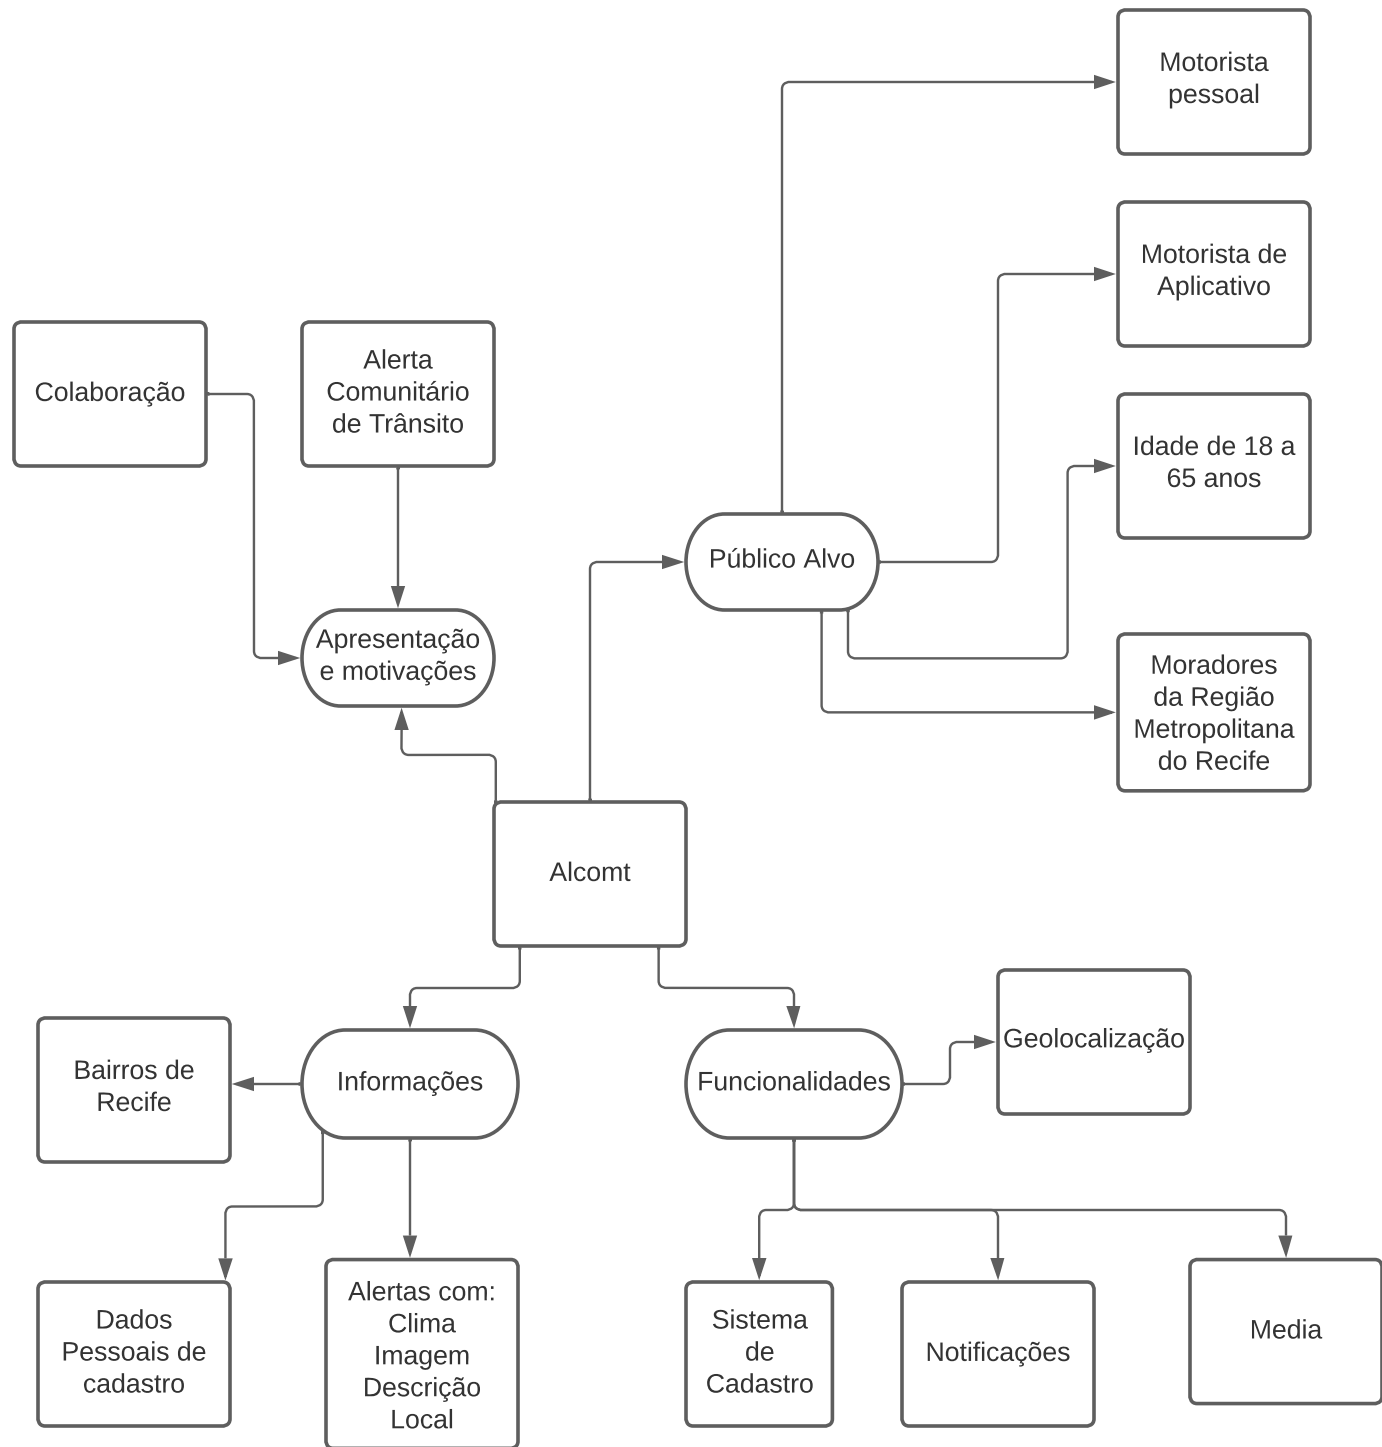 Motorista
pessoal
Motorista de
Aplicativo
Colaboração
Alerta
Comunitário
de Trânsito
Idade de 18 a
65 anos
Público Alvo
Apresentação
e motivações
Moradores
da Região
Metropolitana
do Recife
Alcomt
Geolocalização
Bairros de
Recife
Informações
Funcionalidades
Dados
Pessoais de
cadastro
Alertas com:
Clima
Imagem
Descrição
Local
Sistema
de
Cadastro
Notificações
Media